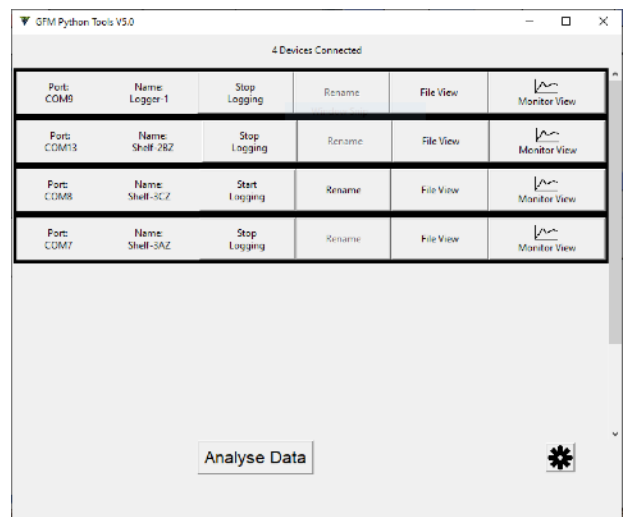 GFM Python Tools V5.0
4 Devices Connected
Port: Name: Stop Rename File View Monitor View
COM9 Logger-1 Logging
Port: Name: Stop Rename File View Monitor View
COM13 Shelf-2BZ Logging
Port: Name: Start Rename File View Monitor View
COM8 Shelf-3CZ Logging
Port: Name: Stop Rename File View Monitor View
COM7 Shelf-3AZ Logging
Analyse Data